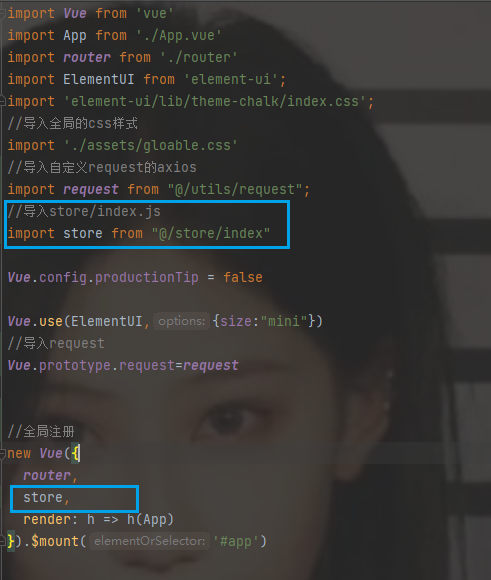 import Vue from 'vue'
import App from './App.vue'
import router from './router'
import ElementUI from 'element-ui';
import 'element-ui/lib/theme-chalk/index.css';
//导入全局的css样式
import './assets/gloable.css'
//导入自定义request的axios
import request from "@/utils/request";
//导入store/index.js
import store from "@/store/index"
Vue.config.productionTip = false
Vue.use(ElementUI, options: {size:"mini"})
//导入request
Vue.prototype.request=request
//全局注册
new Vue({
router,
store,
render: h => h(App)
}).$mount( elementOrSelector: '#app')